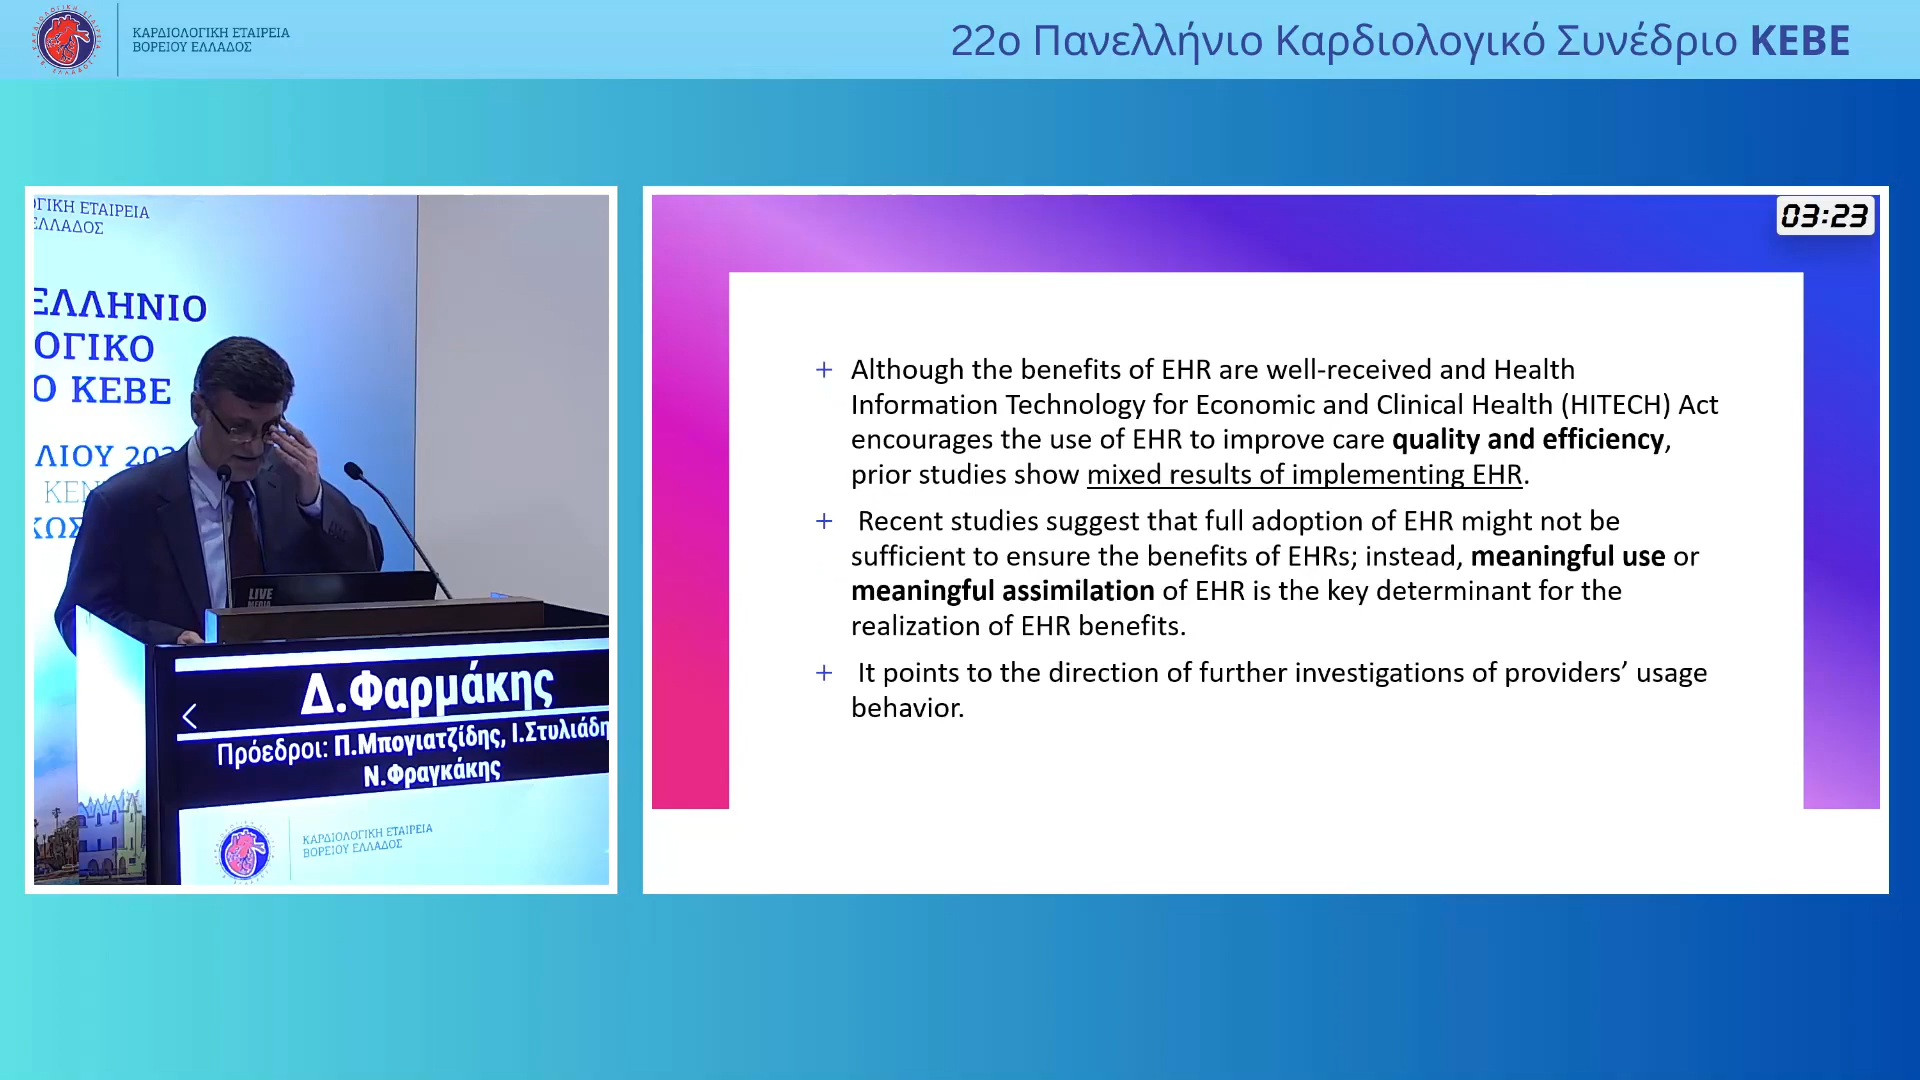 ΚΑΡΔΙΟΛΟΓΙΚΗ ΕΤΑΙΡΕΙΑ
ΒΟΡΕΙΟΥ ΕΛΛΑΔΟΣ
22ο Πανελλήνιο Καρδιολογικό Συνέδριο ΚΕΒΕ
ΟΓΙΚΗ ΕΤΑΙΡΕΙΑ
ΕΛΛΑΔΟΣ
ΕΛΛΗΝΙΟ
ΟΓΙΚΟ
Ο ΚΕΒΕ
ΛΙΟΥ 202
ΚΕΝ
ΚΩΣ
LIVE
MEDIA
Δ.Φαρμάκης
Πρόεδροι: Π.Μπογιατζίδης, Ι.Στυλιάδη
Ν.Φραγκάκης
ΚΑΡΔΙΟΛΟΓΙΚΗ ΕΤΑΙΡΕΙΑ
ΒΟΡΕΙΟΥ ΕΛΛΑΔΟΣ
03:23
+ Although the benefits of EHR are well-received and Health
Information Technology for Economic and Clinical Health (HITECH) Act
encourages the use of EHR to improve care quality and efficiency,
prior studies show mixed results of implementing EHR.
+ Recent studies suggest that full adoption of EHR might not be
sufficient to ensure the benefits of EHRs; instead, meaningful use or
meaningful assimilation of EHR is the key determinant for the
realization of EHR benefits.
+ It points to the direction of further investigations of providers’ usage
behavior.